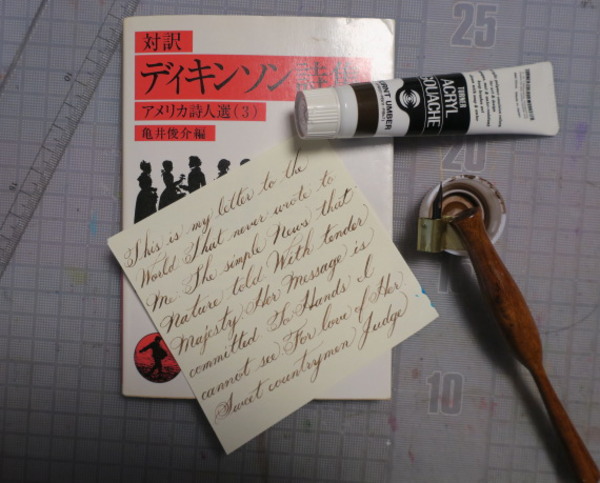 対訳
ディキンソン詩集
アメリカ詩人選(3)
亀井俊介編
TURNER
ACRYL
GOUACHE
BURNT UMBER
This is my letter to the
World That never wrote to
Me The simple News that
Nature told With tender
Majesty Her Message is
committed To Hands I
cannot see For love of Her
Sweet countrymen Judge
25
20
10